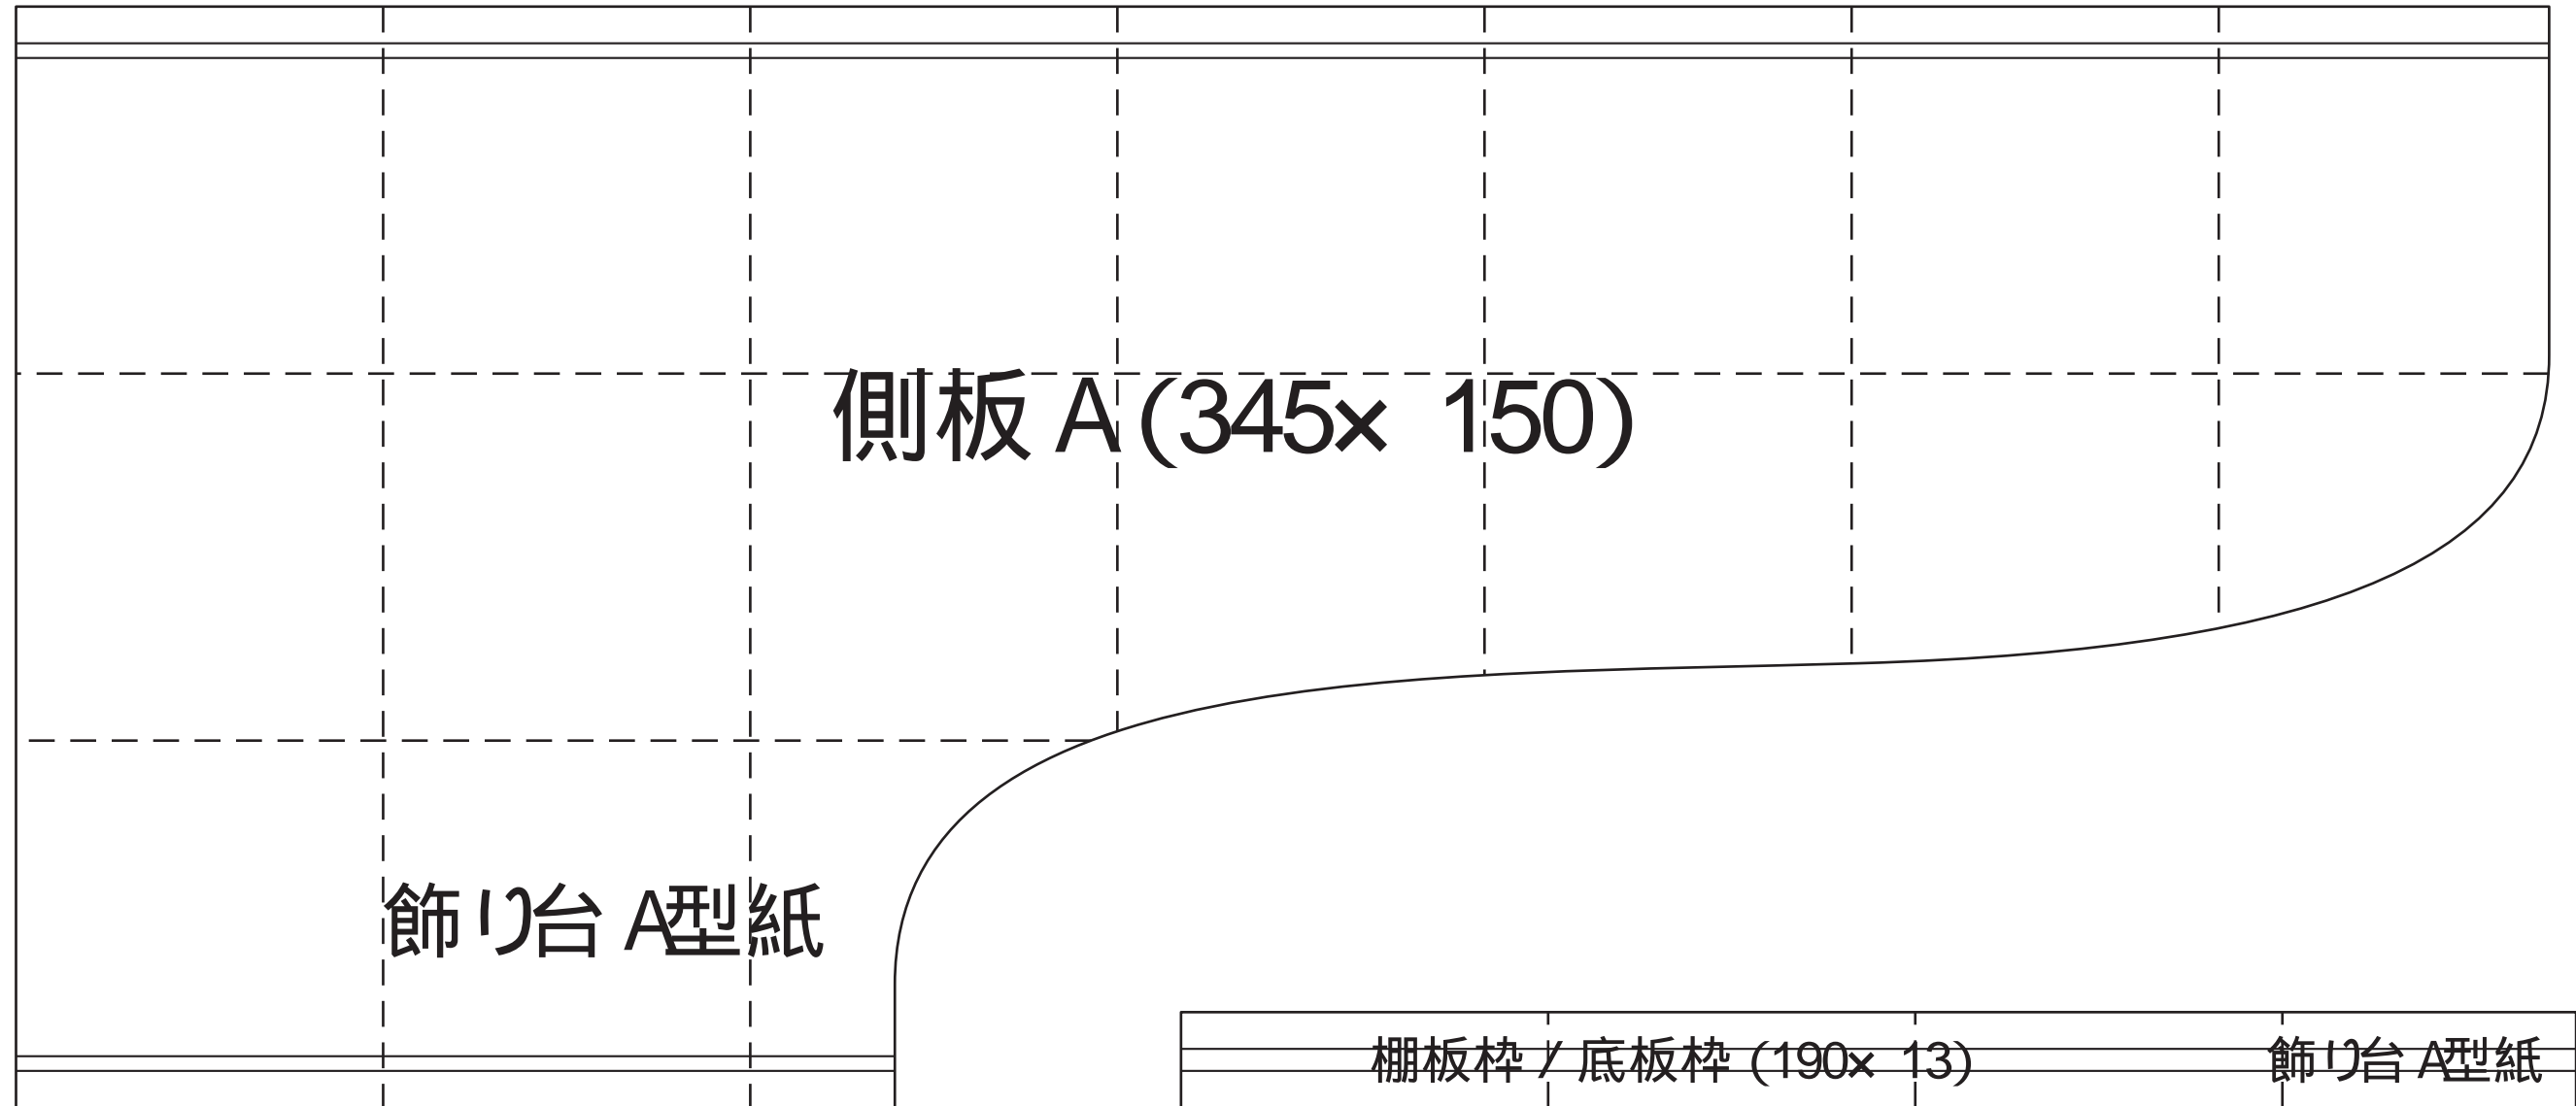 側板 A (345× 150)
飾り台 A型紙
棚板枠 / 底板枠 (190× 13)
飾り台 A型紙